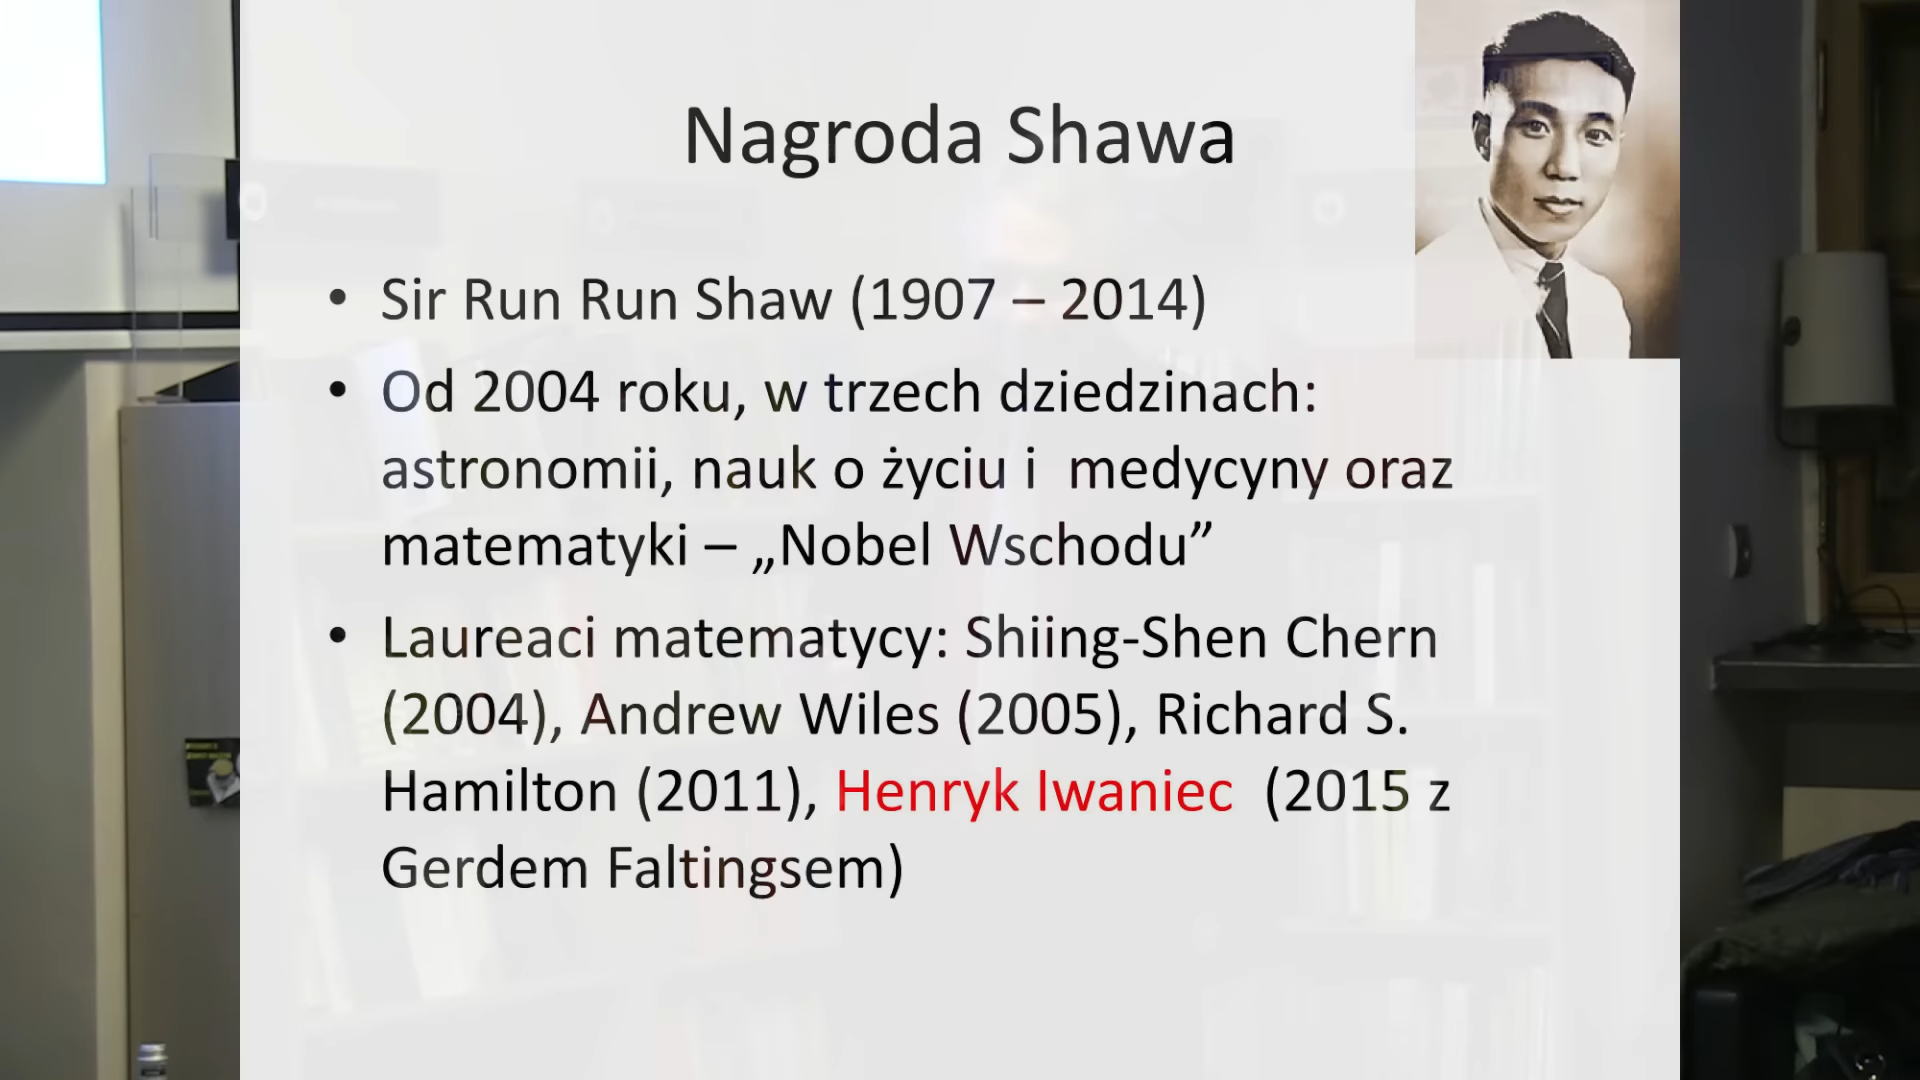 Nagroda Shawa
• Sir Run Run Shaw (1907 – 2014)
• Od 2004 roku, w trzech dziedzinach:
astronomii, nauk o życiu i  medycyny oraz
matematyki – „Nobel Wschodu”
• Laureaci matematycy: Shiing-Shen Chern
(2004), Andrew Wiles (2005), Richard S.
Hamilton (2011), Henryk Iwaniec  (2015 z
Gerdem Faltingsem)